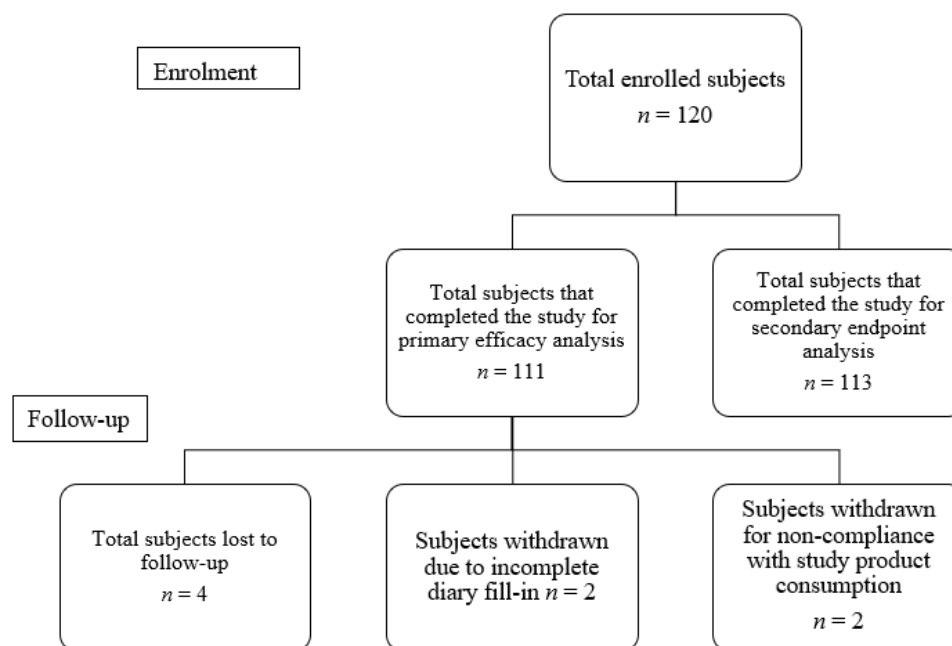 Enrolment
Total enrolled subjects
n = 120
Total subjects that
completed the study for
primary efficacy analysis
n = 111
Total subjects that
completed the study for
secondary endpoint
analysis
n = 113
Follow-up
Total subjects lost to
follow-up
n = 4
Subjects withdrawn
due to incomplete
diary fill-in n = 2
Subjects withdrawn
for non-compliance
with study product
consumption
n = 2